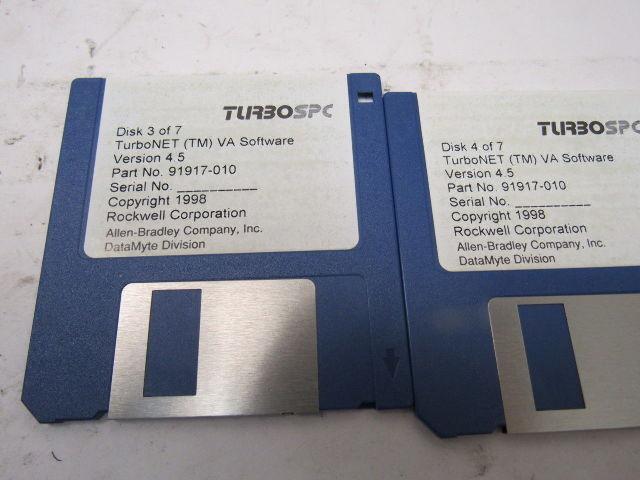 TURBOSPC
Disk 3 of 7
TurboNET (TM) VA Software
Version 4.5
Part No. 91917-010
Serial No. __________
Copyright 1998
Rockwell Corporation
Allen-Bradley Company, Inc.
DataMyte Division
TURBOSPC
Disk 4 of 7
TurboNET (TM) VA Software
Version 4.5
Part No. 91917-010
Serial No. __________
Copyright 1998
Rockwell Corporation
Allen-Bradley Company, Inc.
DataMyte Division